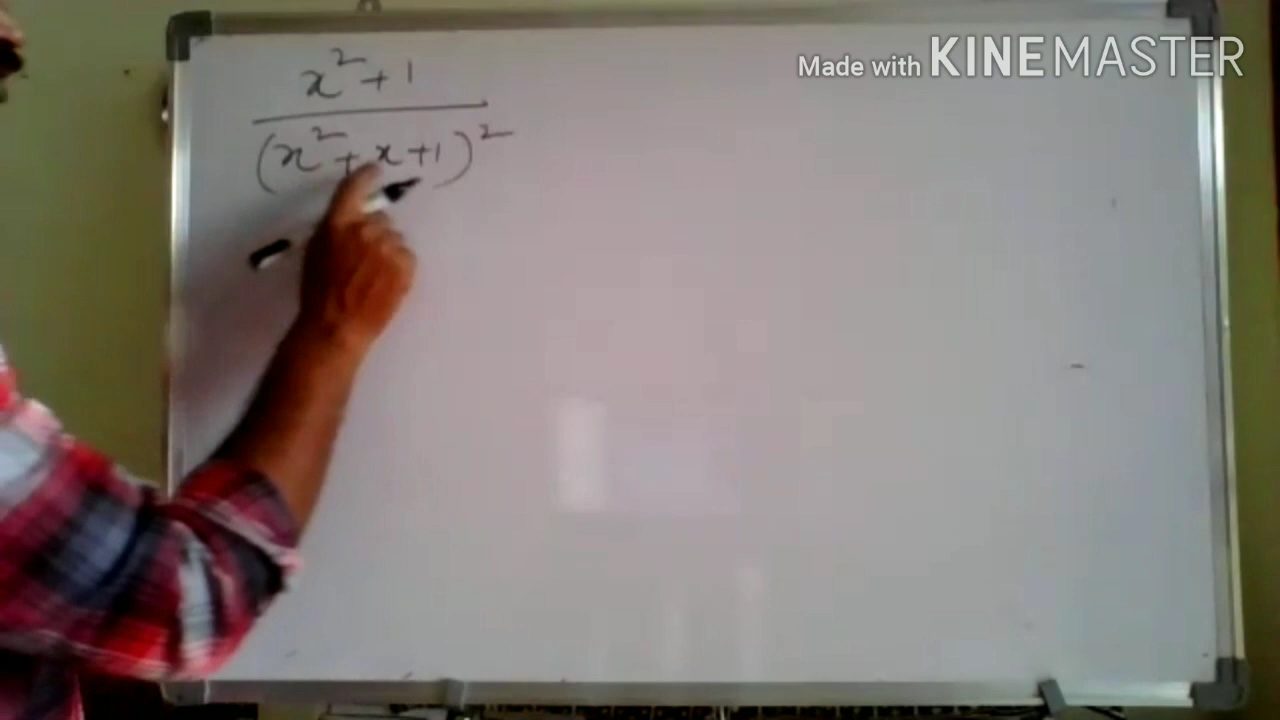 Made with KINEMASTER
x² + 1
(x² + x + 1)²